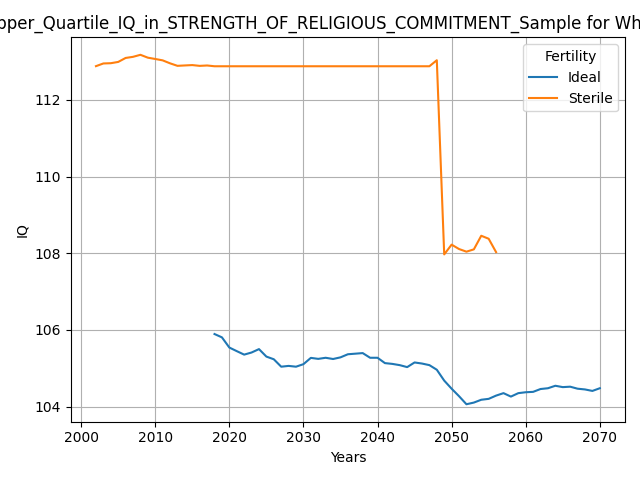 pper_Quartile_IQ_in_STRENGTH_OF_RELIGIOUS_COMMITMENT_Sample for Wh
Fertility
Ideal
Sterile
IQ
112
110
108
106
104
2000 2010 2020 2030 2040 2050 2060 2070
Years